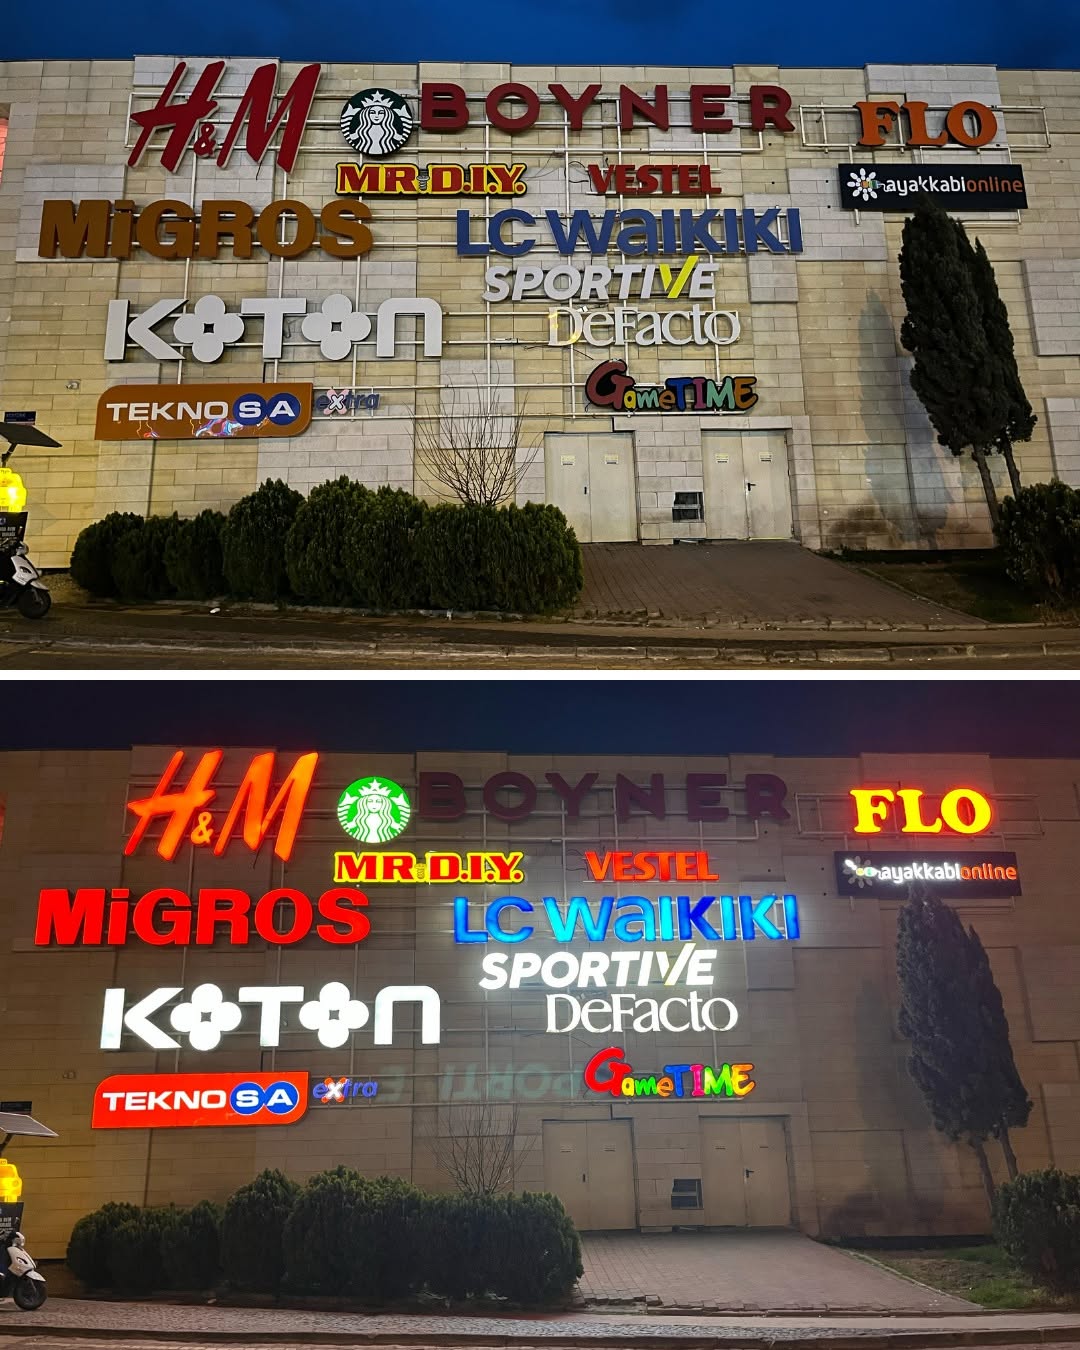 H&M
BOYNER
FLO
MR.D.I.Y.
VESTEL
ayakkabionline
MiGROS
LC WAIKIKI
SPORTIVE
KOTON
DeFacto
TEKNOSA extra
GameTIME
H&M
BOYNER
FLO
MR.D.I.Y.
VESTEL
ayakkabionline
MiGROS
LC WAIKIKI
SPORTIVE
KOTON
DeFacto
TEKNOSA extra
GameTIME